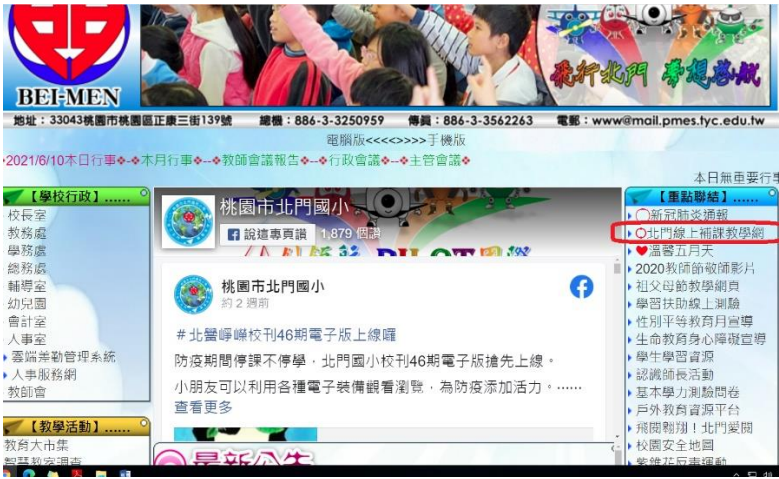 BEI-MEN
飛行北門 夢想啟航
地址：33043桃園市桃園區正康三街139號 總機：886-3-3250959 傳真：886-3-3562263 電郵：www@mail.pmes.tyc.edu.tw
電腦版<<<<>>>>手機版
2021/6/10本日行事❖-❖本月行事❖--❖教師會議報告❖--❖行政會議--❖主管會議❖
本日無重要行事
【學校行政】......
校長室
教務處
學務處
總務處
輔導室
幼兒園
會計室
人事室
雲端差勤管理系統
人事服務網
教師會
【教學活動】......
教育大市集
智慧教室調查
桃園市北門國小
說這專頁讚 1,879 個讚
桃園市北門國小
約 2 週前
#北譽崢嶸校刊46期電子版上線囉
防疫期間停課不停學，北門國小校刊46期電子版搶先上線。
小朋友可以利用各種電子裝備觀看瀏覽，為防疫添加活力。……
查看更多
最新公告
【重點聯結】......
◯新冠肺炎通報
北門線上補課教學網
♥溫馨五月天
2020教師節敬師影片
祖父母節教學網頁
學習扶助線上測驗
性別平等教育月宣導
生命教育身心障礙宣導
學生學習資源
認識師長活動
基本學力測驗問卷
戶外教育資源平台
飛閱翱翔！北門愛閱
校園安全地圖
紫錐花反毒運動